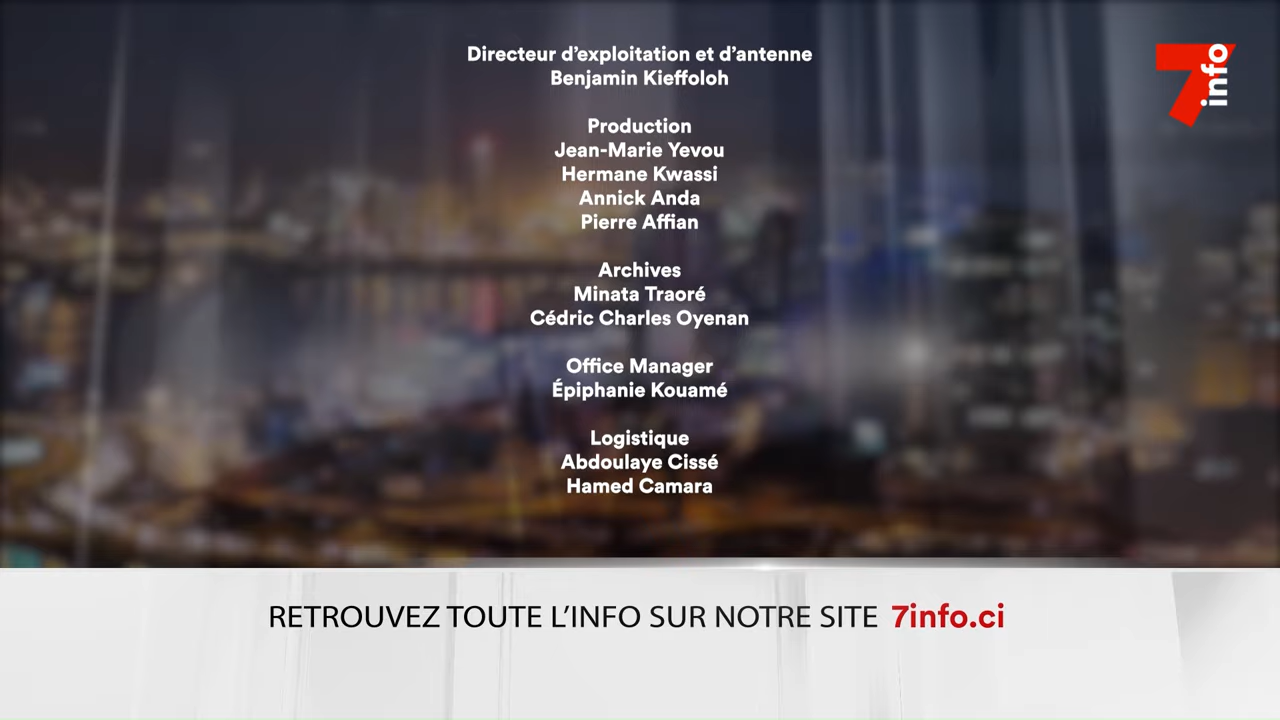 Directeur d'exploitation et d'antenne
Benjamin Kieffoloh
Production
Jean-Marie Yevou
Hermane Kwassi
Annick Anda
Pierre Affian
Archives
Minata Traoré
Cédric Charles Oyenan
Office Manager
Épiphanie Kouamé
Logistique
Abdoulaye Cissé
Hamed Camara
7info
RETROUVEZ TOUTE L'INFO SUR NOTRE SITE 7info.ci